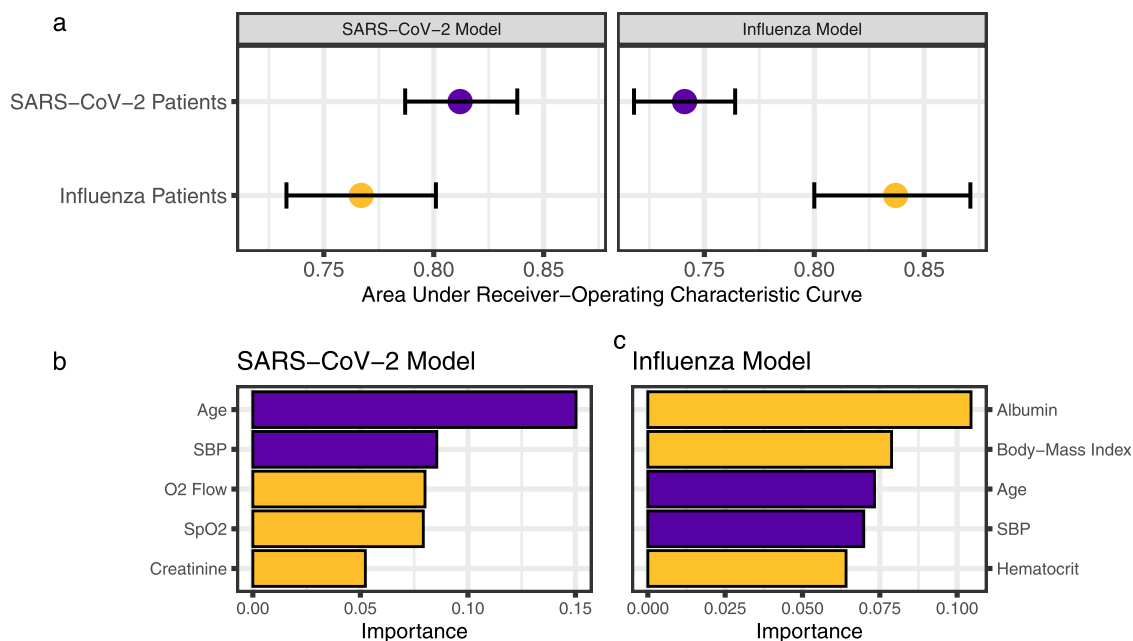 a
SARS−CoV−2 Model
Influenza Model
SARS−CoV−2 Patients
Influenza Patients
0.75 0.80 0.85
0.75 0.80 0.85
Area Under Receiver−Operating Characteristic Curve
b
SARS−CoV−2 Model
Age
SBP
O2 Flow
SpO2
Creatinine
0.00 0.05 0.10 0.15
Importance
c
Influenza Model
Albumin
Body−Mass Index
Age
SBP
Hematocrit
0.000 0.025 0.050 0.075 0.100
Importance